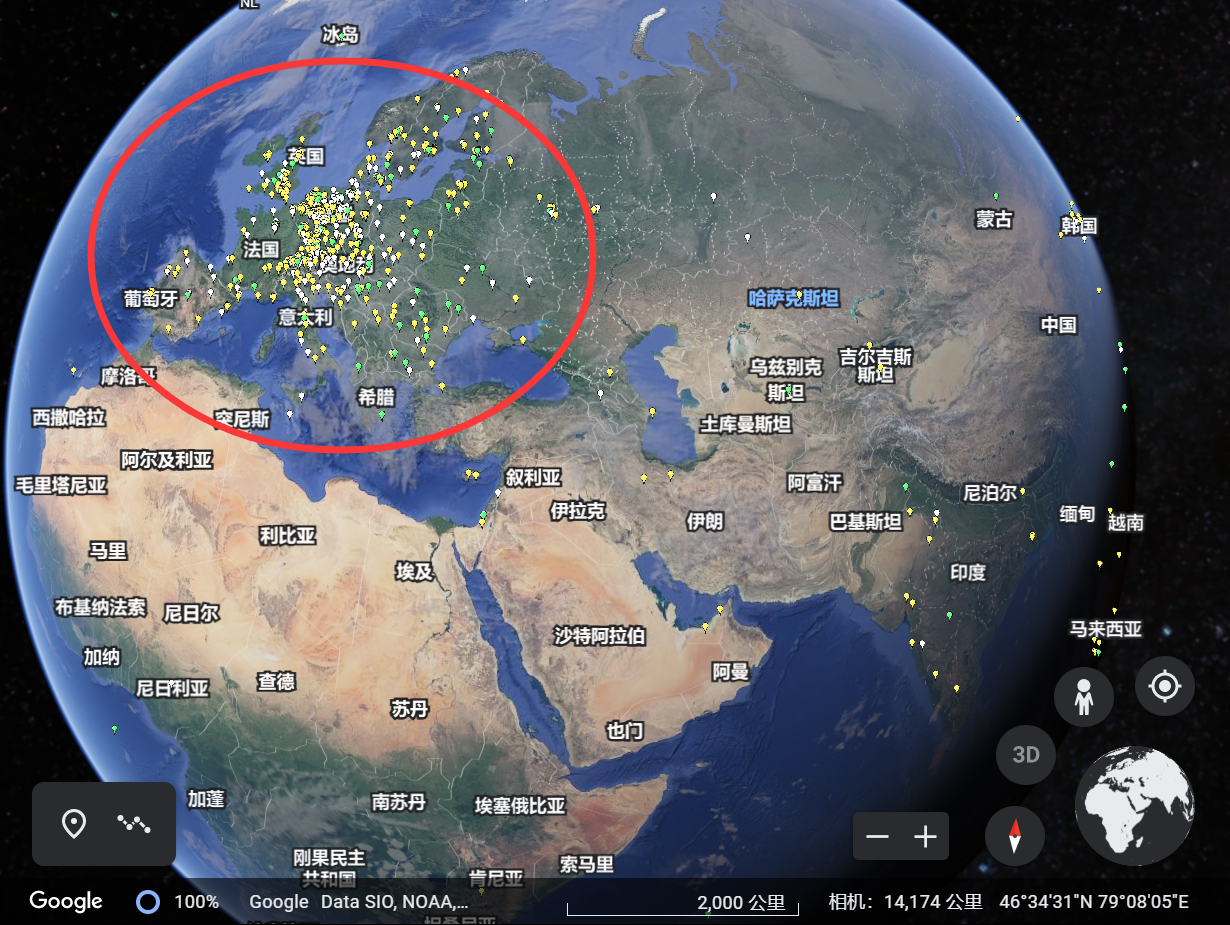 NL
冰岛
英国
法国
葡萄牙
意大利
摩洛哥
希腊
突尼斯
西撒哈拉
阿尔及利亚
毛里塔尼亚
马里
利比亚
埃及
布基纳法索
尼日尔
加纳
尼日利亚
查德
苏丹
加蓬
南苏丹
埃塞俄比亚
刚果民主
共和国
肯尼亚
索马里
叙利亚
伊拉克
伊朗
沙特阿拉伯
阿曼
也门
哈萨克斯坦
乌兹别克
斯坦
吉尔吉斯
斯坦
土库曼斯坦
阿富汗
巴基斯坦
尼泊尔
印度
缅甸
越南
马来西亚
蒙古
韩国
中国
3D
Google
100%
Google Data SIO, NOAA,...
2,000 公里
相机：14,174 公里
46°34'31"N 79°08'05"E